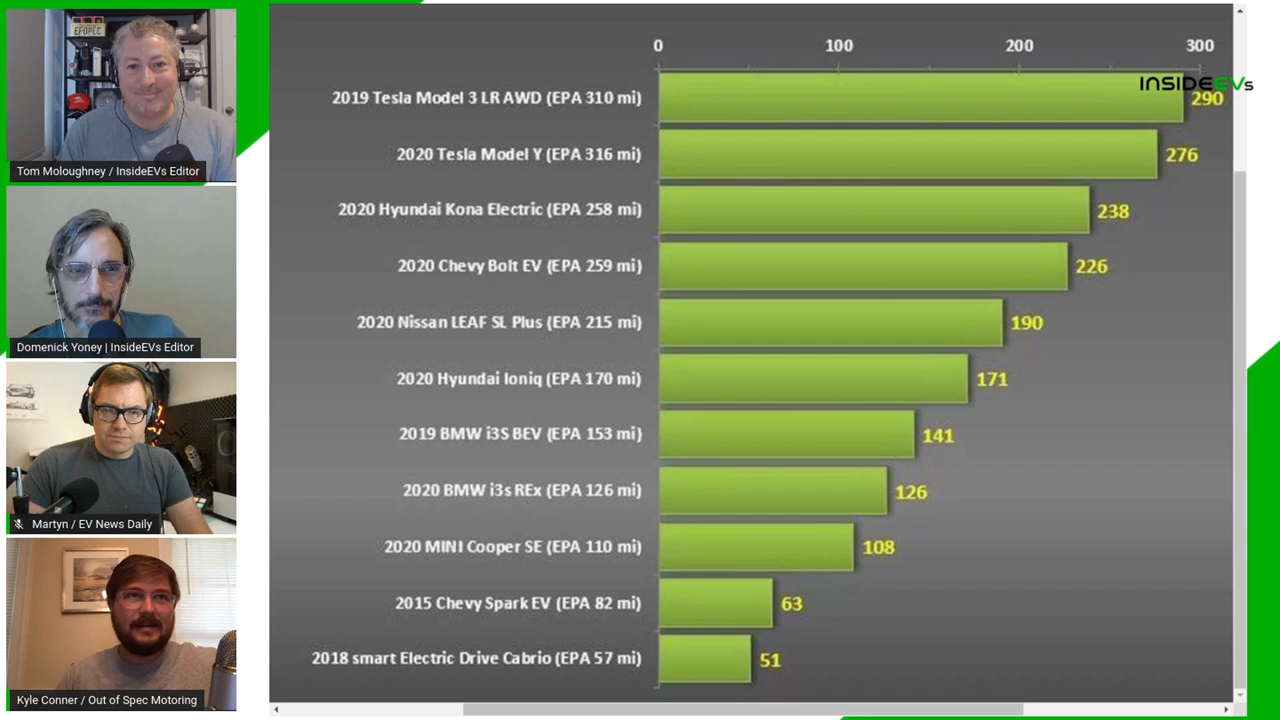 EFOPEC
Tom Moloughney / InsideEVs Editor
Domenick Yoney | InsideEVs Editor
Martyn / EV News Daily
Kyle Conner / Out of Spec Motoring
0 100 200 300
INSIDEEVs
2019 Tesla Model 3 LR AWD (EPA 310 mi) 290
2020 Tesla Model Y (EPA 316 mi) 276
2020 Hyundai Kona Electric (EPA 258 mi) 238
2020 Chevy Bolt EV (EPA 259 mi) 226
2020 Nissan LEAF SL Plus (EPA 215 mi) 190
2020 Hyundai Ioniq (EPA 170 mi) 171
2019 BMW i3S BEV (EPA 153 mi) 141
2020 BMW i3s REx (EPA 126 mi) 126
2020 MINI Cooper SE (EPA 110 mi) 108
2015 Chevy Spark EV (EPA 82 mi) 63
2018 smart Electric Drive Cabrio (EPA 57 mi) 51